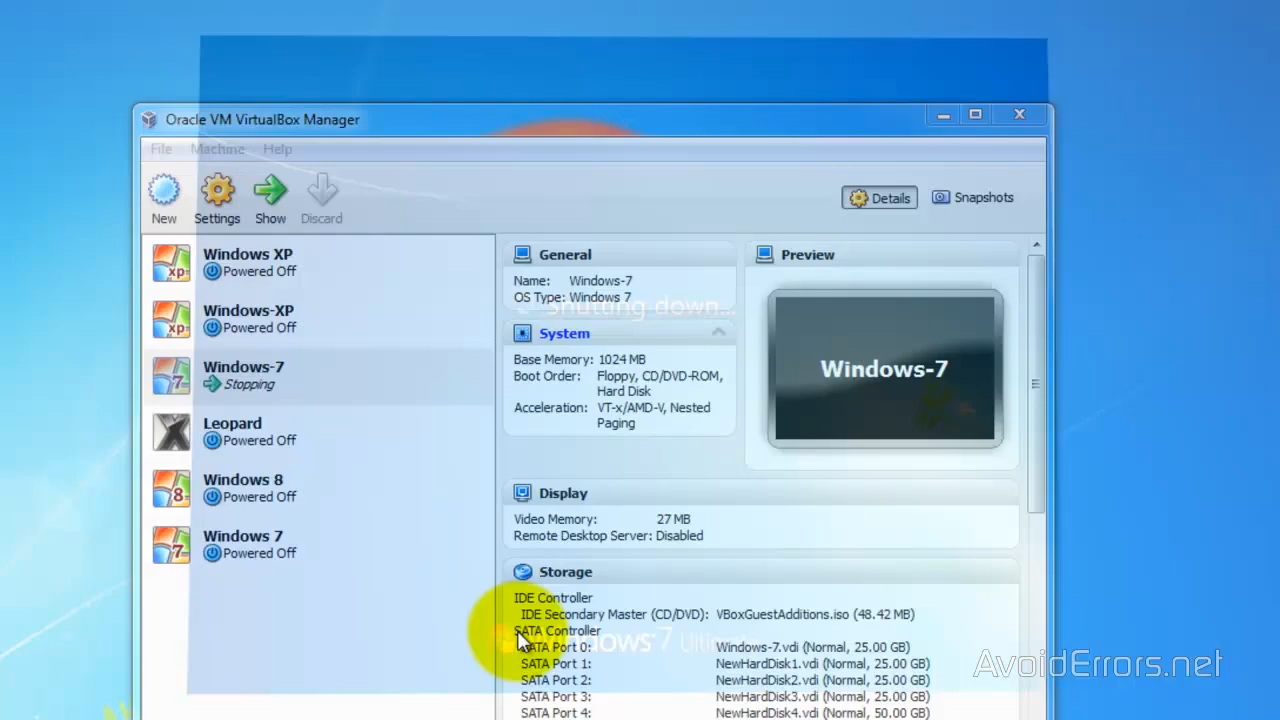 Oracle VM VirtualBox Manager
File Machine Help
New Settings Show Discard
Details Snapshots
Windows XP
Powered Off
Windows-XP
Powered Off
Windows-7
Stopping
Leopard
Powered Off
Windows 8
Powered Off
Windows 7
Powered Off
General
Name: Windows-7
OS Type: Windows 7
Shutting down...
System
Base Memory: 1024 MB
Boot Order: Floppy, CD/DVD-ROM,
Hard Disk
Acceleration: VT-x/AMD-V, Nested
Paging
Preview
Windows-7
Display
Video Memory: 27 MB
Remote Desktop Server: Disabled
Storage
IDE Controller
IDE Secondary Master (CD/DVD): VBoxGuestAdditions.iso (48.42 MB)
SATA Controller
SATA Port 0: Windows-7.vdi (Normal, 25.00 GB)
SATA Port 1: NewHardDisk1.vdi (Normal, 25.00 GB)
SATA Port 2: NewHardDisk2.vdi (Normal, 25.00 GB)
SATA Port 3: NewHardDisk3.vdi (Normal, 25.00 GB)
SATA Port 4: NewHardDisk4.vdi (Normal, 50.00 GB)
Windows 7
AvoidErrors.net